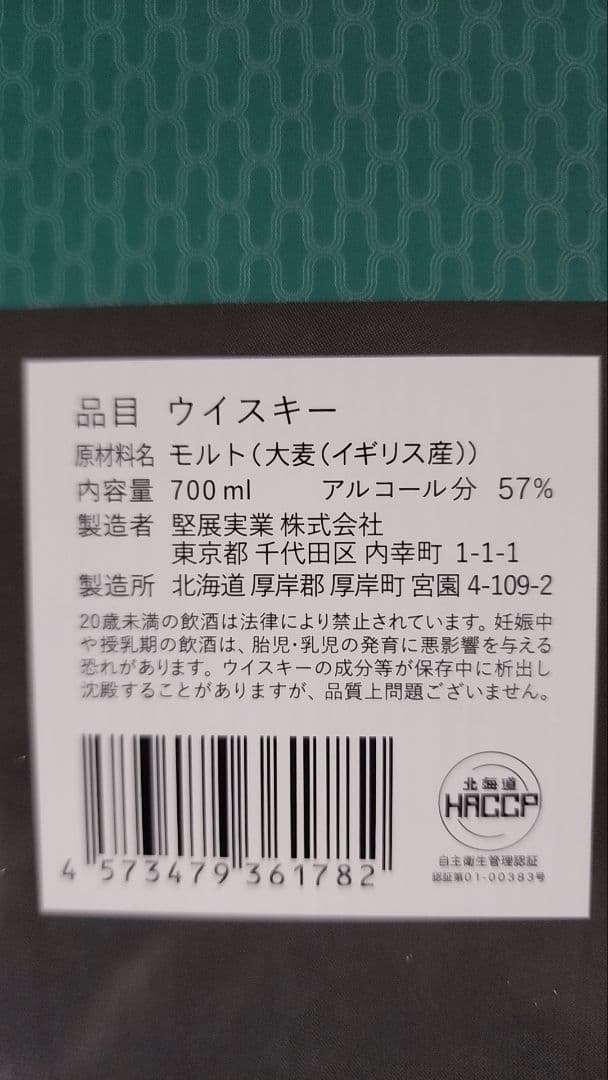 品目 ウイスキー
原材料名 モルト(大麦(イギリス産))
内容量 700ml アルコール分 57%
製造者 堅展実業 株式会社
東京都 千代田区 内幸町 1-1-1
製造所 北海道 厚岸郡 厚岸町 宮園 4-109-2
20歳未満の飲酒は法律により禁止されています。妊娠中
や授乳期の飲酒は、胎児・乳児の発育に悪影響を与える
恐れがあります。ウイスキーの成分等が保存中に析出し
沈殿することがありますが、品質上問題ございません。
4 573479 361782
北海道
HACCP
自主衛生管理認証
認証第01-00383号